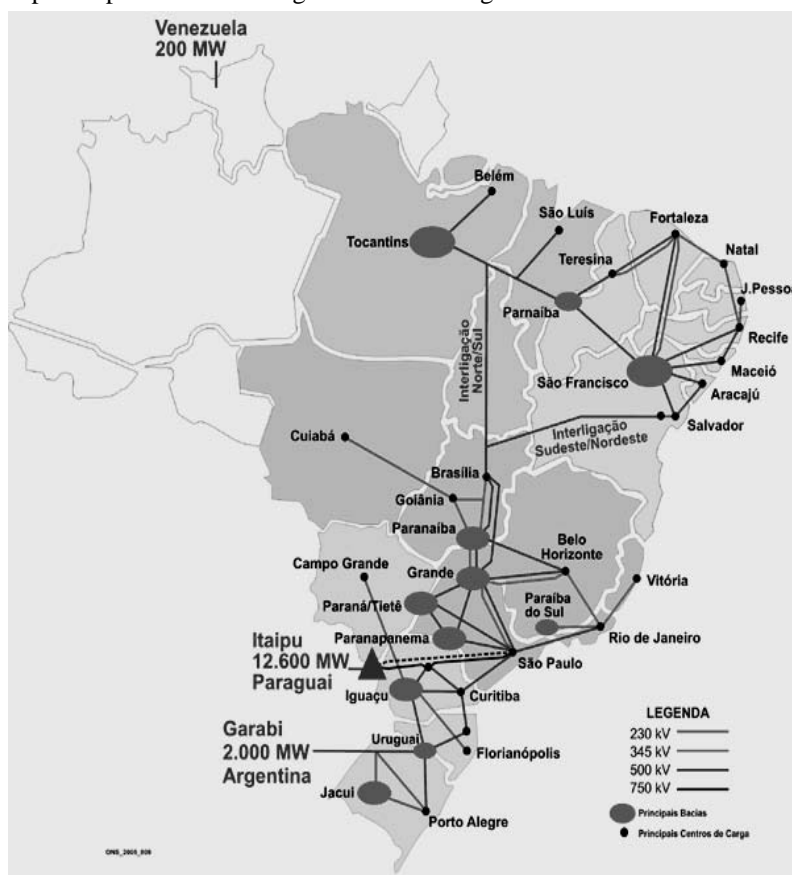 Venezuela
200 MW
Belém
São Luís
Fortaleza
Tocantins
Teresina
Natal
J.Pessoa
Parnaíba
Recife
Interligação
Norte/Sul
São Francisco
Maceió
Aracajú
Salvador
Interligação
Sudeste/Nordeste
Cuiabá
Brasília
Goiânia
Paranaíba
Belo
Horizonte
Campo Grande
Grande
Vitória
Paraná/Tietê
Paraíba
do Sul
Paranapanema
Rio de Janeiro
Itaipu
12.600 MW
Paraguai
São Paulo
Iguaçu
Curitiba
Garabi
2.000 MW
Argentina
Uruguai
Florianópolis
Jacui
Porto Alegre
LEGENDA
230 kV
345 kV
500 kV
750 kV
Principais Bacias
Principais Centros de Carga